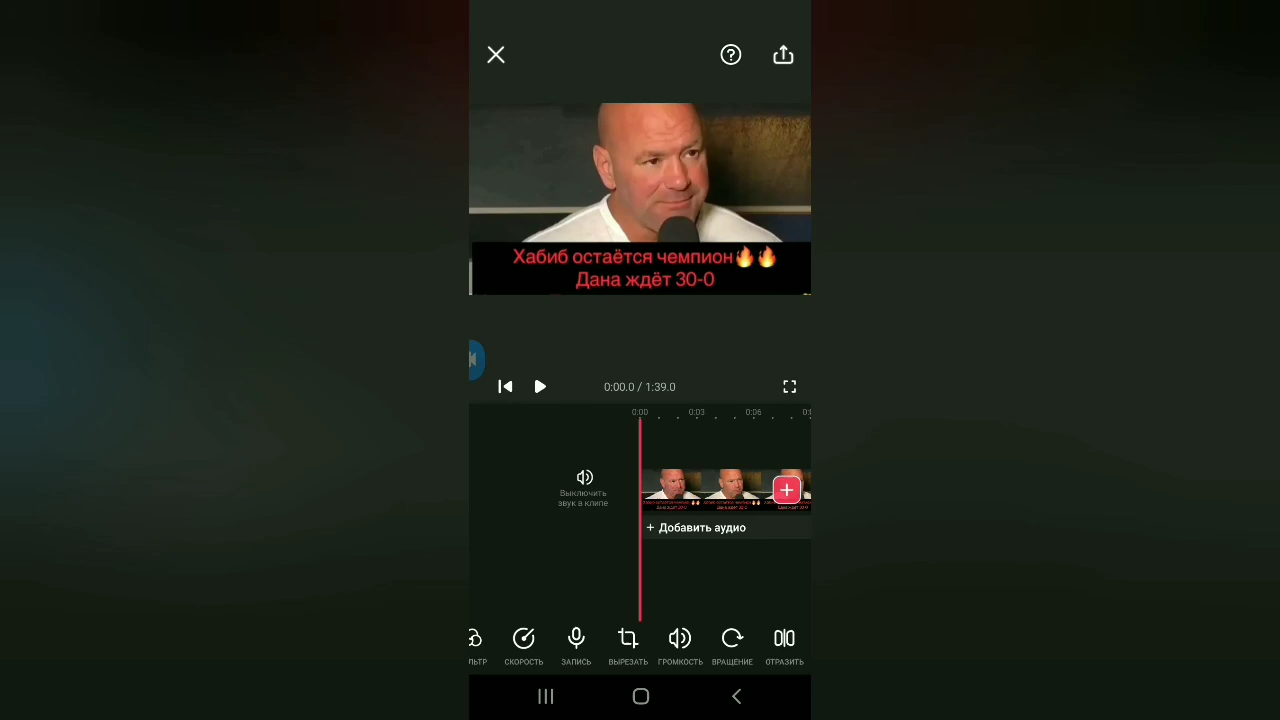 Хабиб остаётся чемпион🔥🔥
Дана ждёт 30-0
0:00.0 / 1:39.0
0:00 0:03 0:06
Выключить
звук в клипе
+ Добавить аудио
ЛЬТР СКОРОСТЬ ЗАПИСЬ ВЫРЕЗАТЬ ГРОМКОСТЬ ВРАЩЕНИЕ ОТРАЗИТЬ